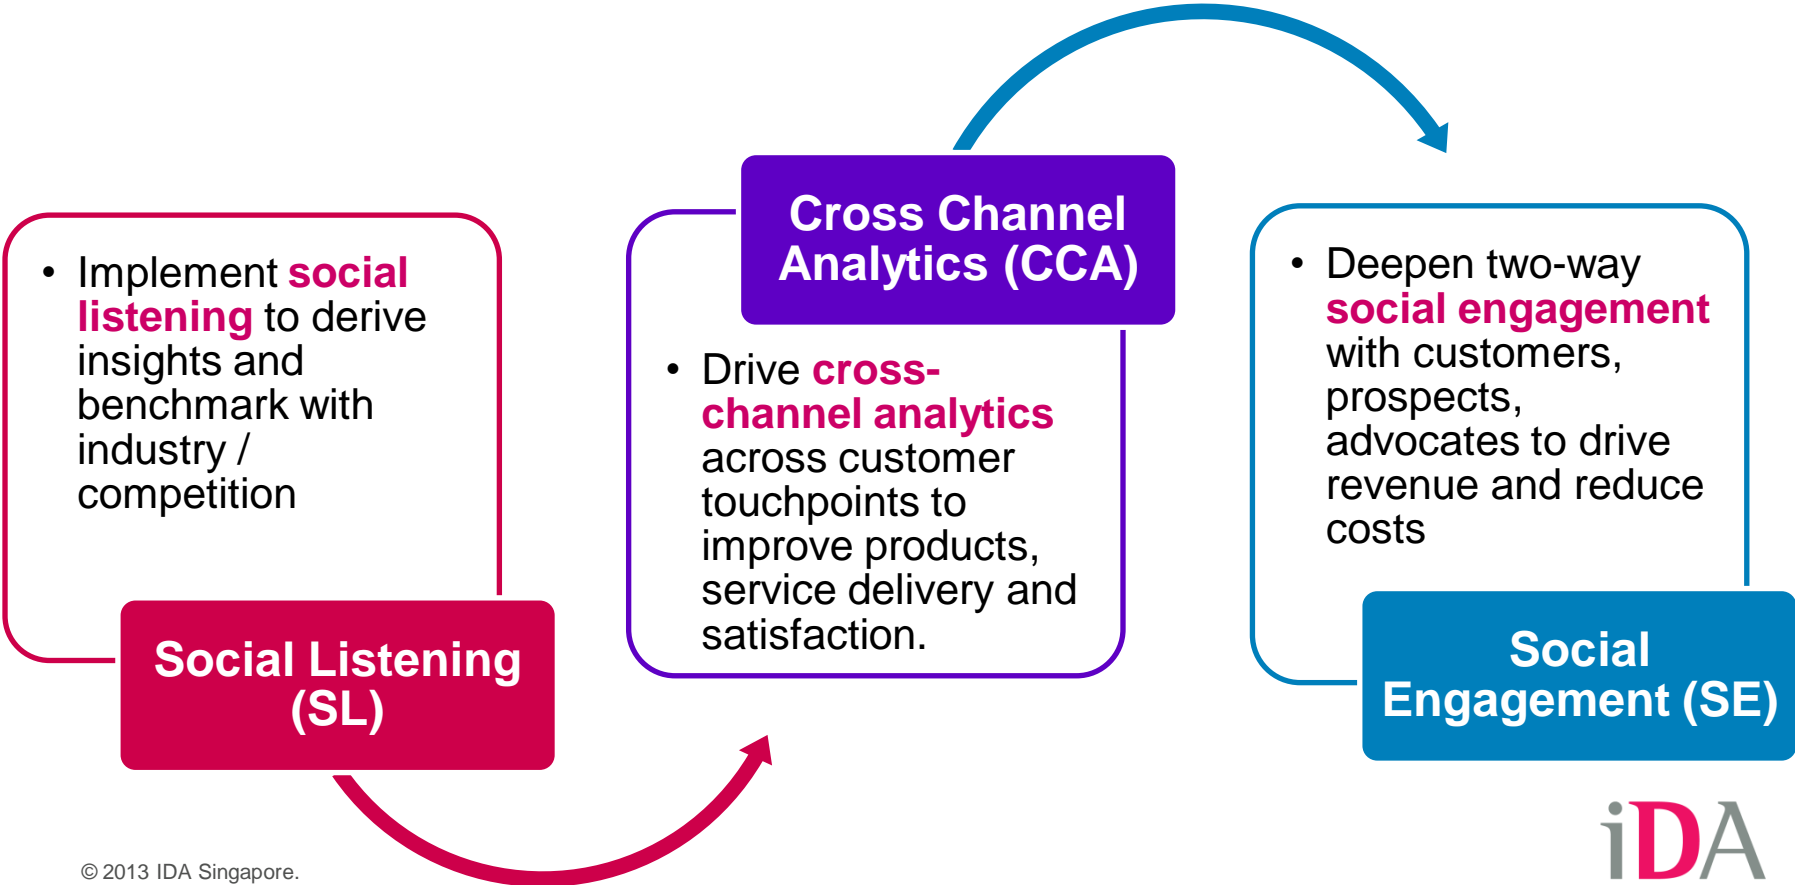 • Implement social
listening to derive
insights and
benchmark with
industry /
competition
Social Listening
(SL)
Cross Channel
Analytics (CCA)
• Drive cross-
channel analytics
across customer
touchpoints to
improve products,
service delivery and
satisfaction.
• Deepen two-way
social engagement
with customers,
prospects,
advocates to drive
revenue and reduce
costs
Social
Engagement (SE)
© 2013 IDA Singapore.
iDA